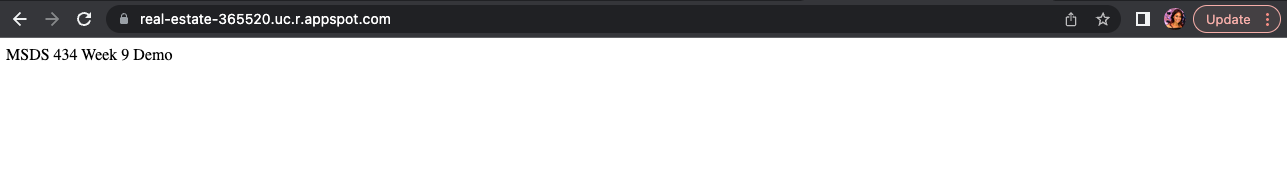 real-estate-365520.uc.r.appspot.com
Update
MSDS 434 Week 9 Demo